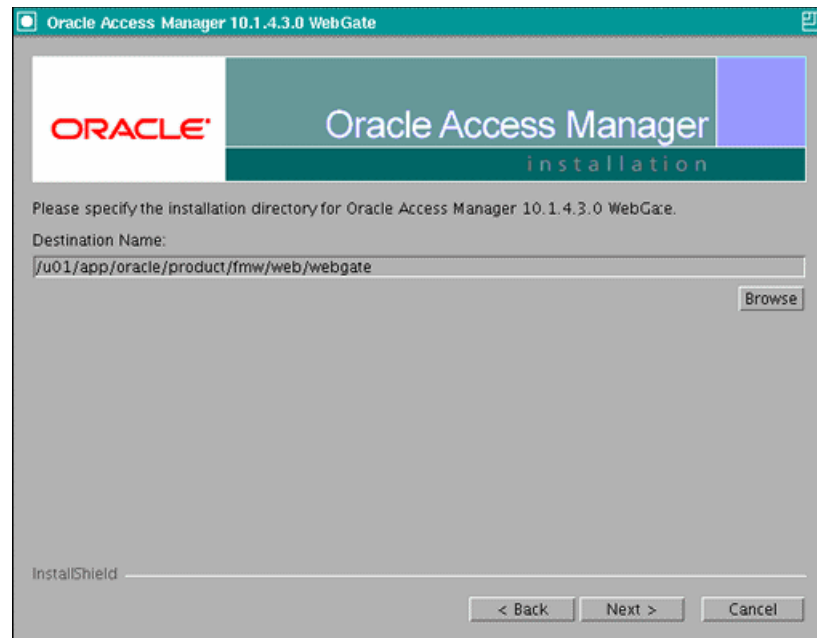 Oracle Access Manager 10.1.4.3.0 WebGate
ORACLE
Oracle Access Manager
installation
Please specify the installation directory for Oracle Access Manager 10.1.4.3.0 WebGate.
Destination Name:
/u01/app/oracle/product/fmw/web/webgate
Browse
InstallShield
< Back
Next >
Cancel